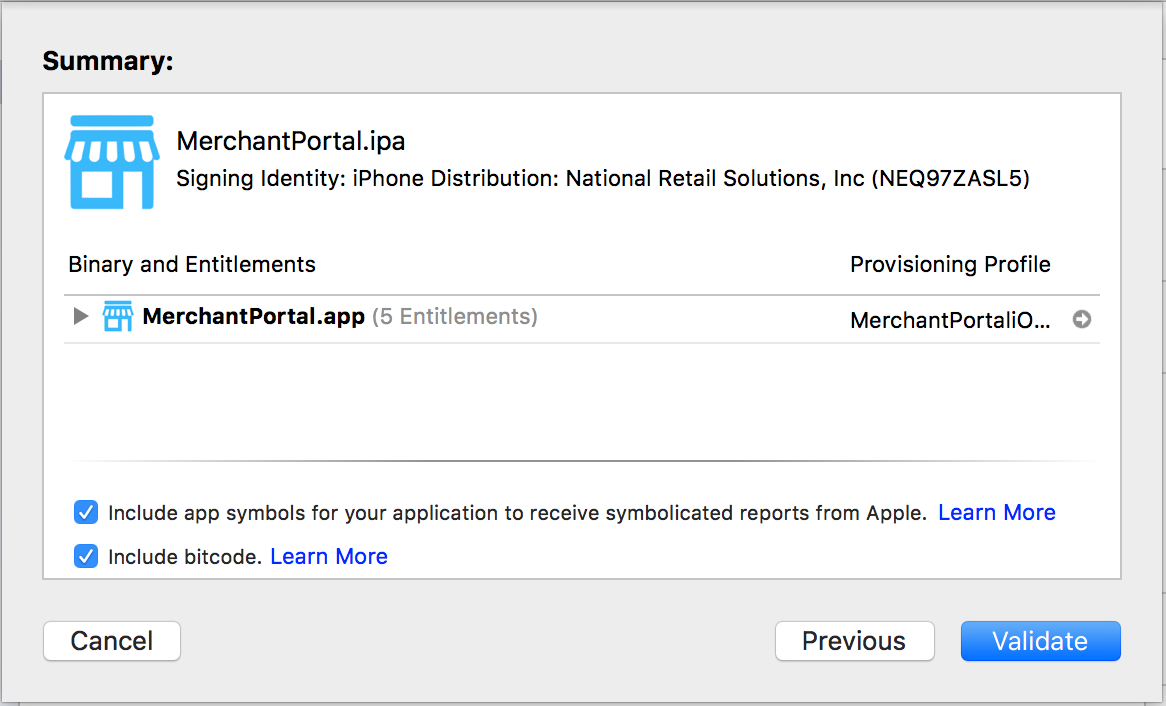 Summary:
MerchantPortal.ipa
Signing Identity: iPhone Distribution: National Retail Solutions, Inc (NEQ97ZASL5)
Binary and Entitlements Provisioning Profile
MerchantPortal.app (5 Entitlements) MerchantPortaliO...
Include app symbols for your application to receive symbolicated reports from Apple. Learn More
Include bitcode. Learn More
Cancel Previous Validate